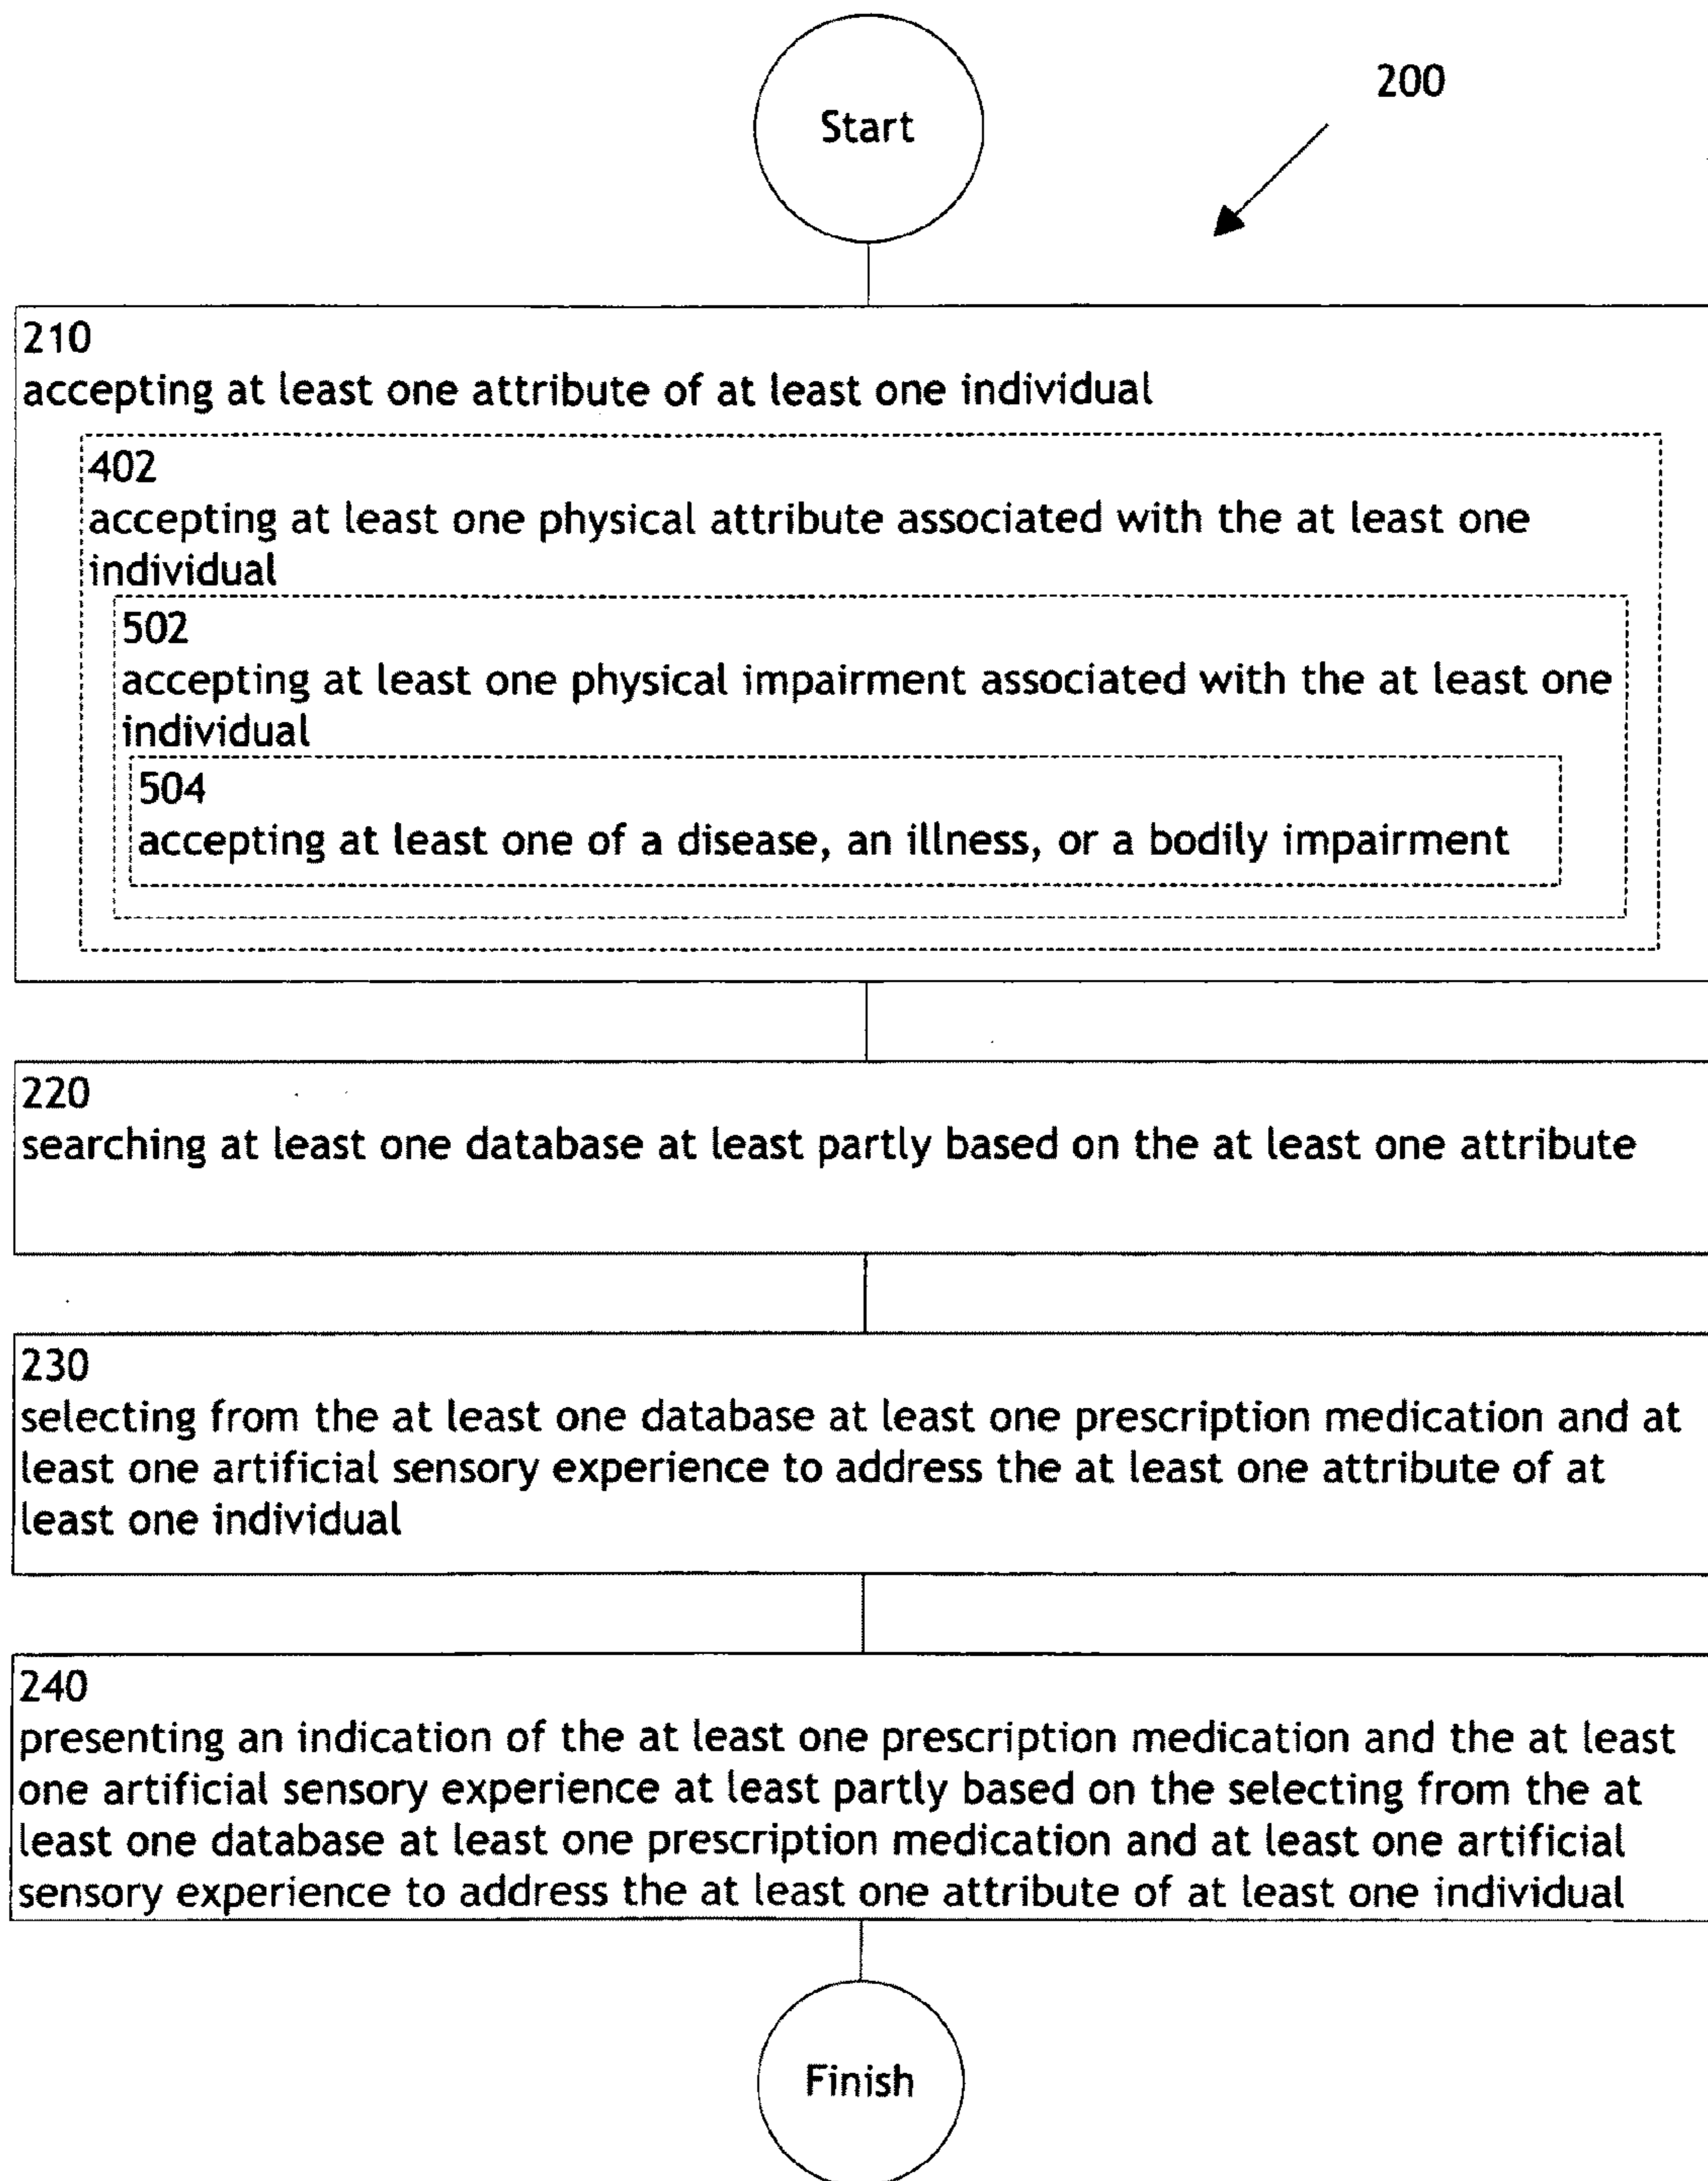 Start
200
210
accepting at least one attribute of at least one individual
402
accepting at least one physical attribute associated with the at least one
individual
502
accepting at least one physical impairment associated with the at least one
individual
504
accepting at least one of a disease, an illness, or a bodily impairment
220
searching at least one database at least partly based on the at least one attribute
230
selecting from the at least one database at least one prescription medication and at
least one artificial sensory experience to address the at least one attribute of at
least one individual
240
presenting an indication of the at least one prescription medication and the at least
one artificial sensory experience at least partly based on the selecting from the at
least one database at least one prescription medication and at least one artificial
sensory experience to address the at least one attribute of at least one individual
Finish